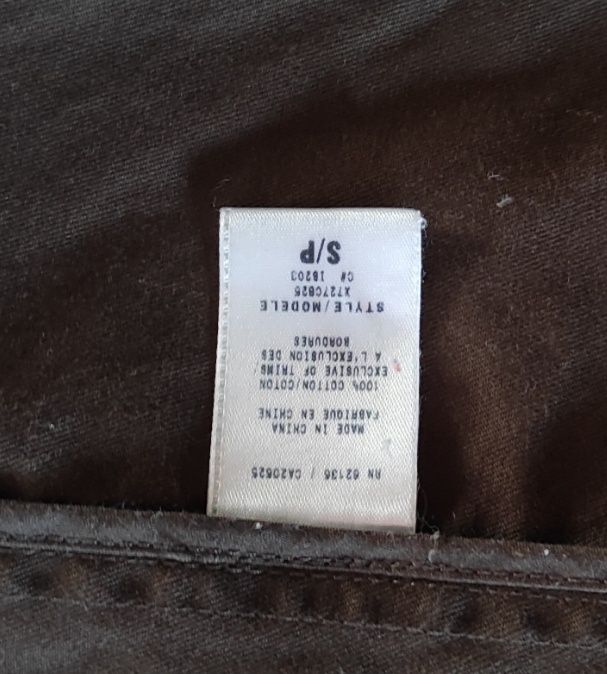 RN 62136 / CA20625
MADE IN CHINA
FABRIQUE EN CHINE
100% COTTON/COTON
EXCLUSIVE OF TRIMS/
A L'EXCLUSION DES
BORDURES
STYLE/MODELE
X727C825
C# 18203
S/P